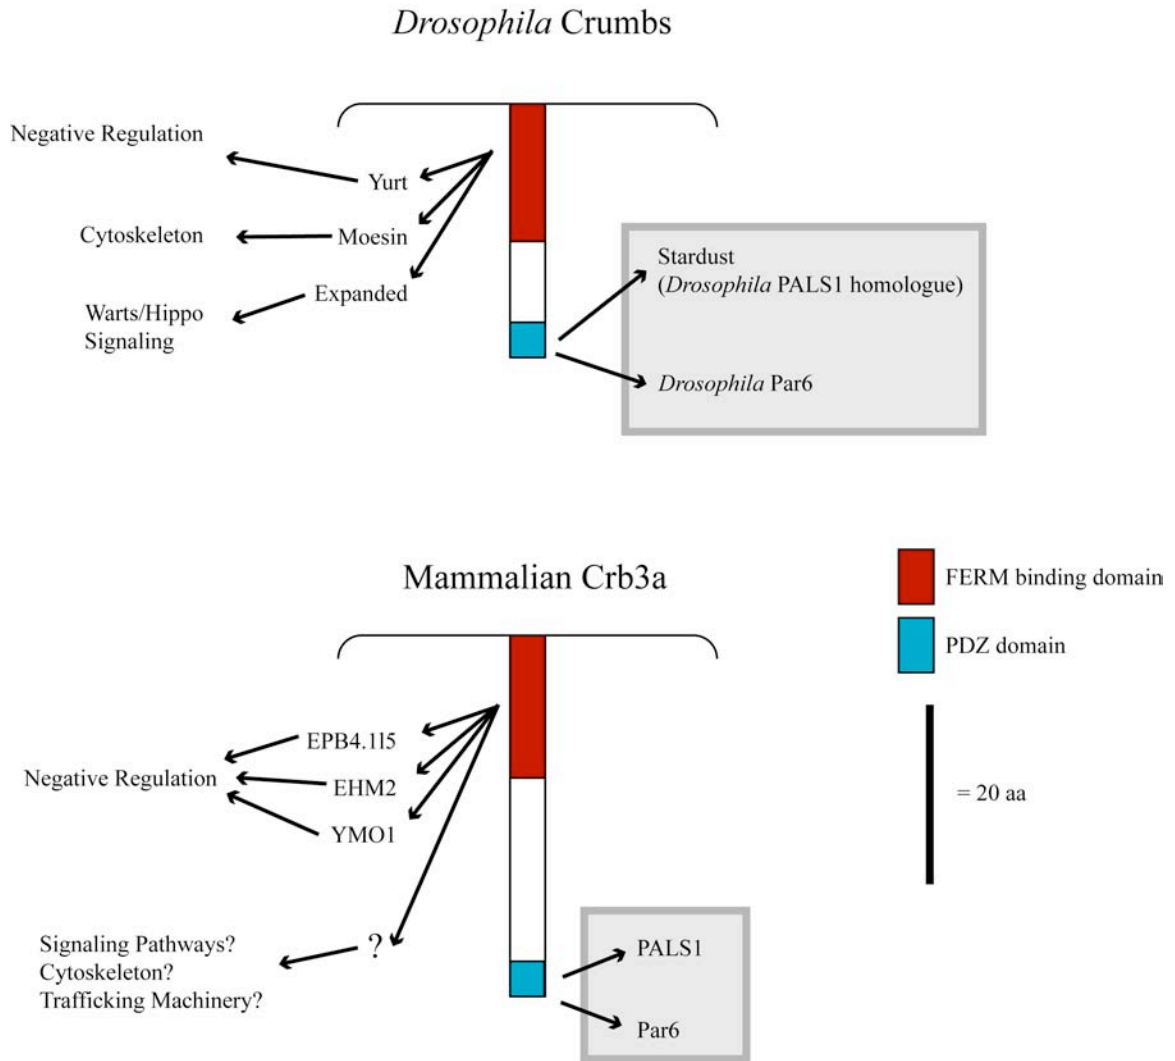 Drosophila Crumbs
Negative Regulation
Yurt
Cytoskeleton
Moesin
Expanded
Warts/Hippo
Signaling
Stardust
(Drosophila PALS1 homologue)
Drosophila Par6
Mammalian Crb3a
FERM binding domain
PDZ domain
= 20 aa
EPB4.1l5
Negative Regulation
EHM2
YMO1
Signaling Pathways?
Cytoskeleton?
Trafficking Machinery?
?
PALS1
Par6